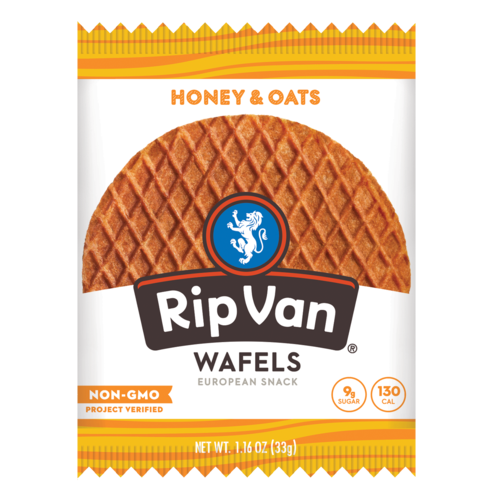 HONEY & OATS
Rip Van
®
WAFELS
EUROPEAN SNACK
NON-GMO
PROJECT VERIFIED
9g
SUGAR
130
CAL
NET WT. 1.16 OZ (33g)